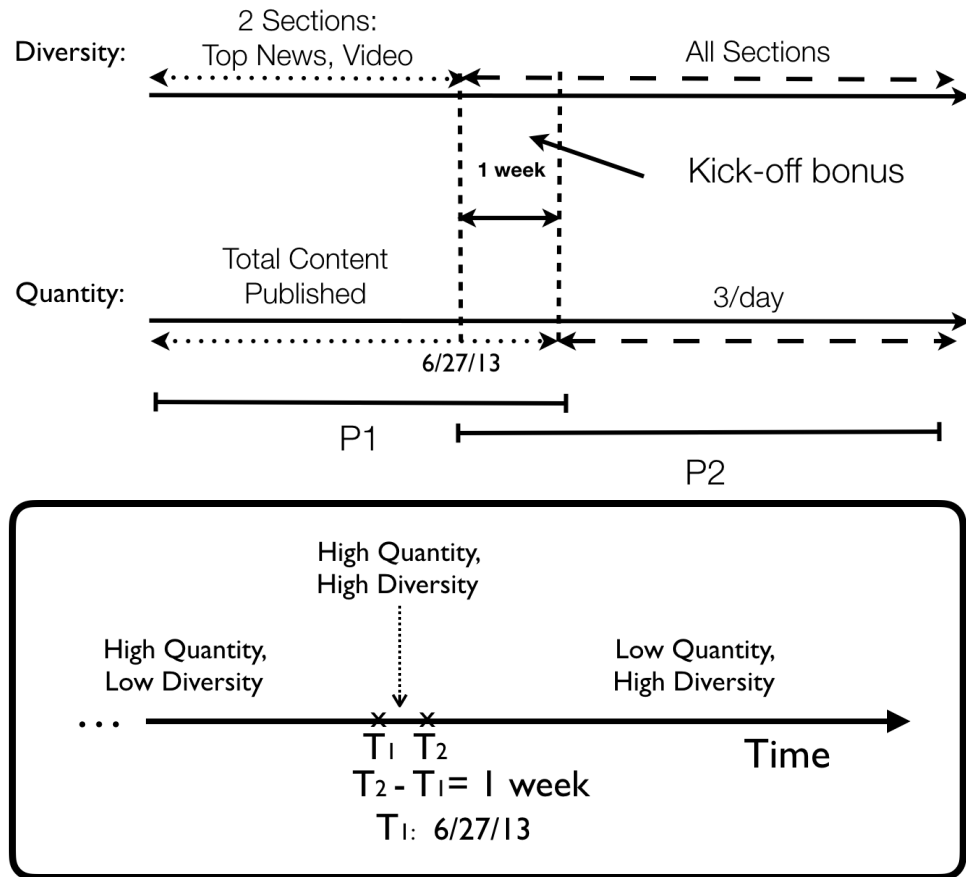 2 Sections:
Diversity:
Top News, Video
All Sections
1 week
Kick-off bonus
Total Content
Quantity:
Published
3/day
6/27/13
P1
P2
High Quantity,
High Diversity
High Quantity,
Low Diversity
Low Quantity,
High Diversity
...
T1 T2
Time
T2 - T1= 1 week
T1: 6/27/13